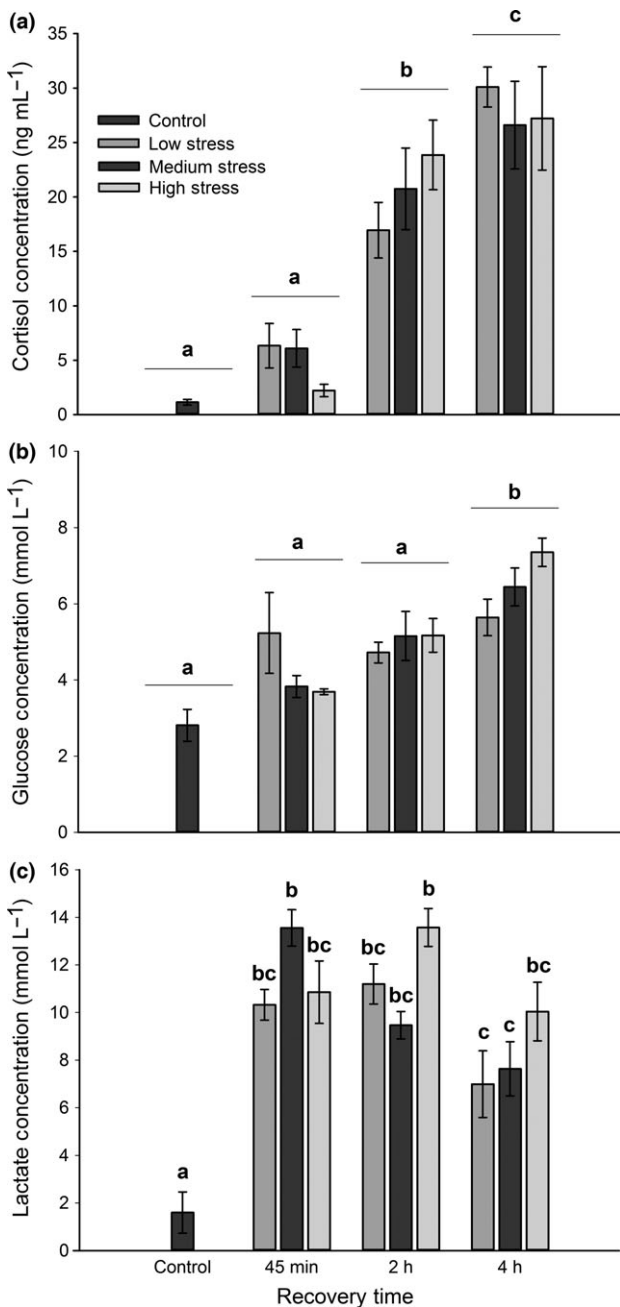 (a)
c
35
b
30
Control
Low stress
Medium stress
High stress
25
20
15
a
10
a
5
0
Cortisol concentration (ng mL⁻¹)
(b)
10
b
8
a a
6
a
4
2
0
Glucose concentration (mmol L⁻¹)
(c)
16
b b
14
bc bc bc bc
12
bc
10
c c
8
6
4
a
2
0
Lactate concentration (mmol L⁻¹)
Control 45 min 2 h 4 h
Recovery time